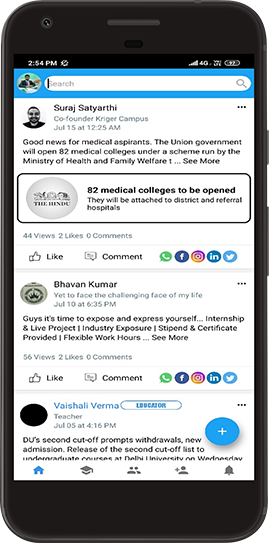 2:54 PM
4G
Search
Suraj Satyarthi
Co-founder Kriger Campus
Jul 15 at 12:25 AM
Good news for medical aspirants. The Union government
will open 82 medical colleges under a scheme run by the
Ministry of Health and Family Welfare t ... See More
THE HINDU
82 medical colleges to be opened
They will be attached to district and referral
hospitals
44 Views 2 Likes 0 Comments
Like
Comment
Bhavan Kumar
Yet to face the challenging face of my life
Jul 10 at 6:35 PM
Guys it's time to expose and express yourself... Internship
& Live Project | Industry Exposure | Stipend & Certificate
Provided | Flexible Work Hours ... See More
56 Views 2 Likes 0 Comments
Like
Comment
Vaishali Verma EDUCATOR
Teacher
Jul 05 at 4:16 PM
DU's second cut-off prompts withdrawals, new
admission. Release of the second cut-off list to
undergraduate courses at Delhi University on Wednesday